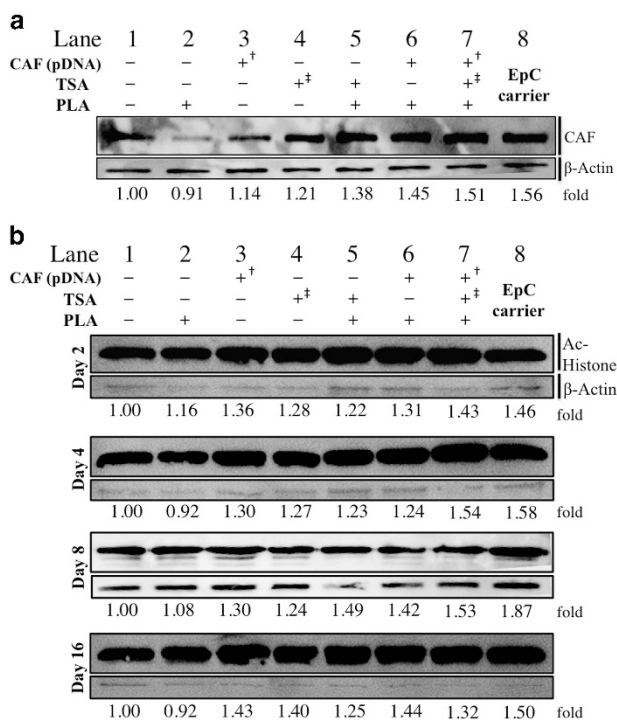 a
Lane 1 2 3 4 5 6 7 8
CAF (pDNA) – – +† – – + +† EpC
TSA – – – +‡ + – +‡ carrier
PLA – + – – + + +
CAF
β-Actin
1.00 0.91 1.14 1.21 1.38 1.45 1.51 1.56 fold
b
Lane 1 2 3 4 5 6 7 8
CAF (pDNA) – – +† – – + +† EpC
TSA – – – +‡ + – +‡ carrier
PLA – + – – + + +
Day 2
Ac-
Histone
β-Actin
1.00 1.16 1.36 1.28 1.22 1.31 1.43 1.46 fold
Day 4
1.00 0.92 1.30 1.27 1.23 1.24 1.54 1.58 fold
Day 8
1.00 1.08 1.30 1.24 1.49 1.42 1.53 1.87 fold
Day 16
1.00 0.92 1.43 1.40 1.25 1.44 1.32 1.50 fold